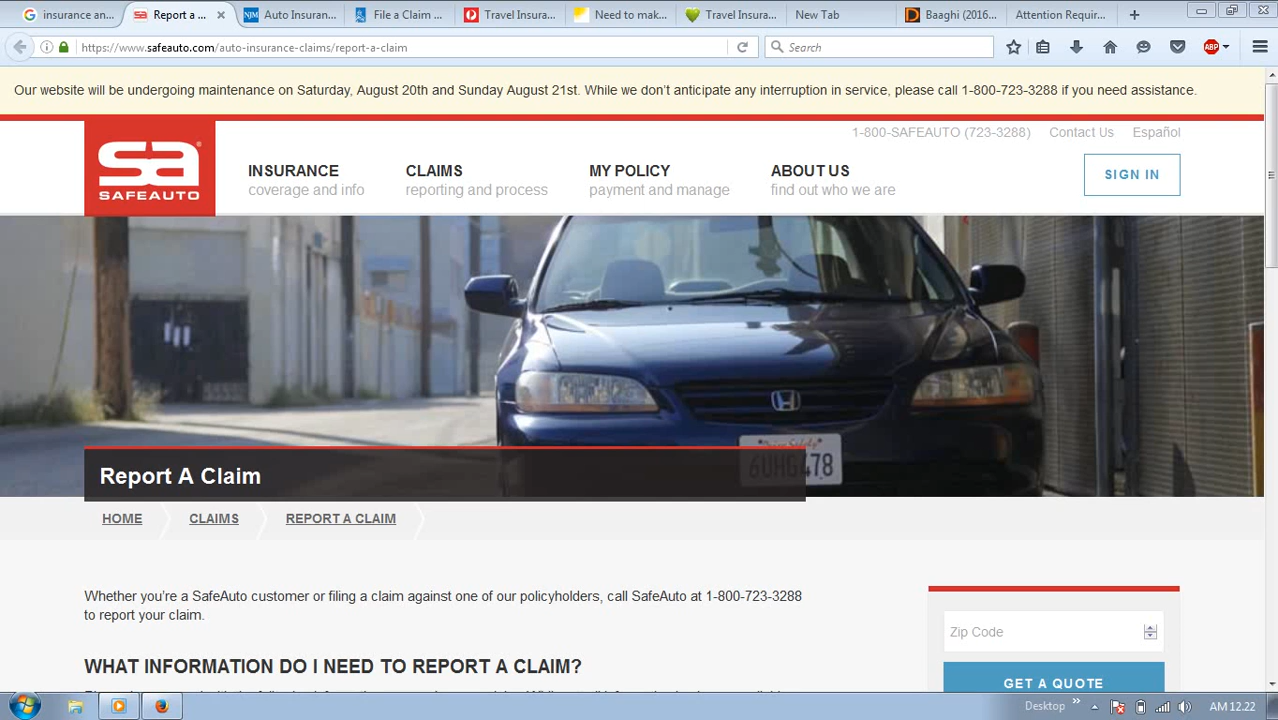 insurance an...
Report a ...
NJM
Auto Insuran...
File a Claim ...
Travel Insura...
Need to mak...
Travel Insura...
New Tab
Baaghi (2016...
Attention Requir...
https://www.safeauto.com/auto-insurance-claims/report-a-claim
Search
ABP
Our website will be undergoing maintenance on Saturday, August 20th and Sunday August 21st. While we don't anticipate any interruption in service, please call 1-800-723-3288 if you need assistance.
1-800-SAFEAUTO (723-3288)
Contact Us
Español
sa
SAFEAUTO
INSURANCE
coverage and info
CLAIMS
reporting and process
MY POLICY
payment and manage
ABOUT US
find out who we are
SIGN IN
6UHG478
Report A Claim
HOME
CLAIMS
REPORT A CLAIM
Whether you're a SafeAuto customer or filing a claim against one of our policyholders, call SafeAuto at 1-800-723-3288
to report your claim.
WHAT INFORMATION DO I NEED TO REPORT A CLAIM?
Zip Code
GET A QUOTE
Desktop
AM 12.22